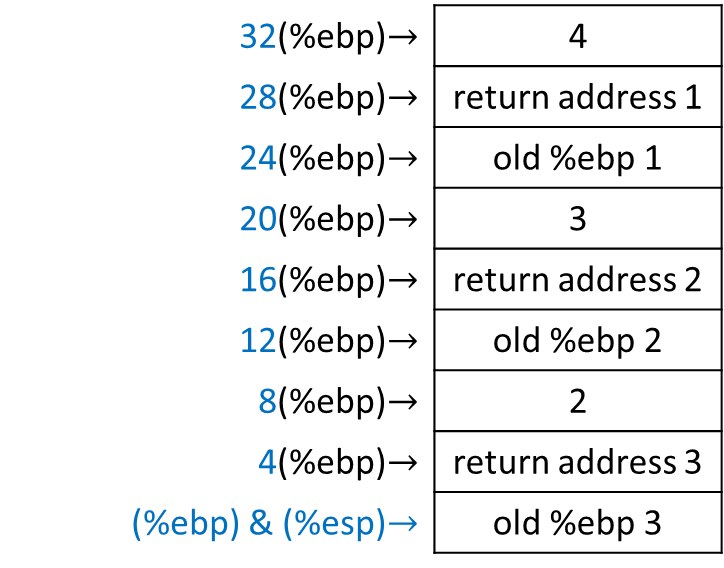 32(%ebp)→ 4
28(%ebp)→ return address 1
24(%ebp)→ old %ebp 1
20(%ebp)→ 3
16(%ebp)→ return address 2
12(%ebp)→ old %ebp 2
8(%ebp)→ 2
4(%ebp)→ return address 3
(%ebp) & (%esp)→ old %ebp 3